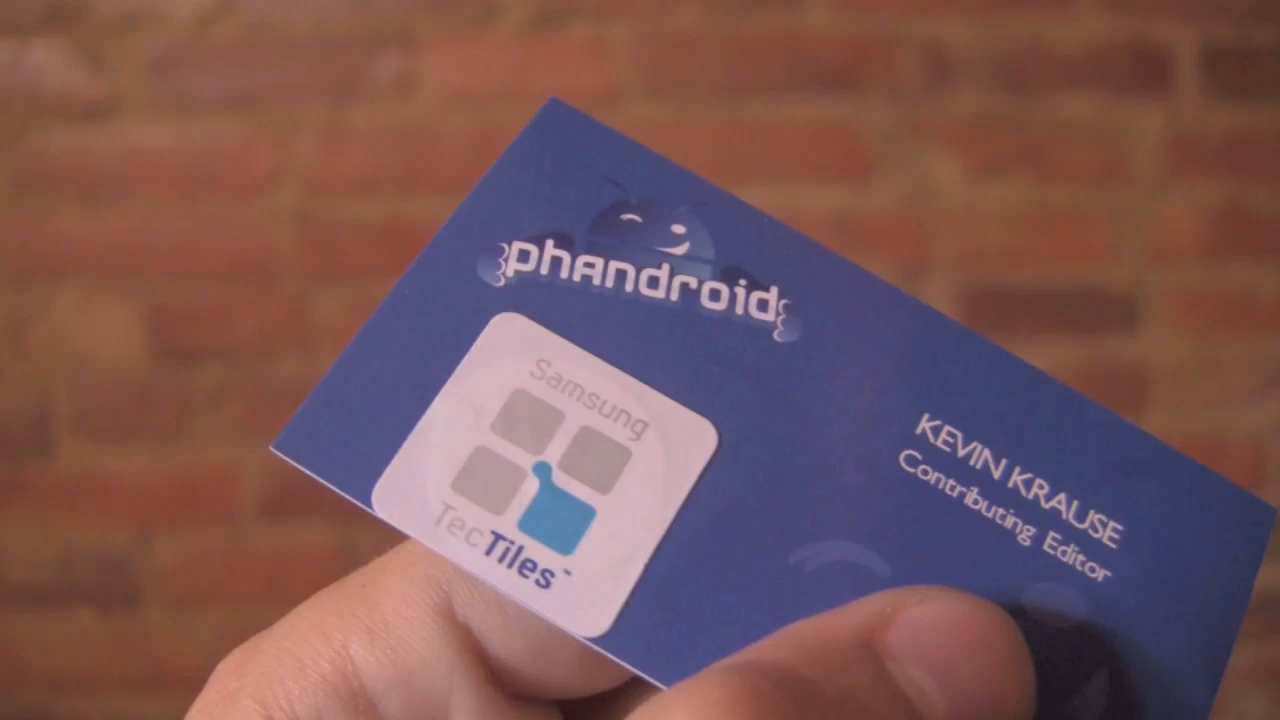 phandroid
Samsung
TecTiles™
KEVIN KRAUSE
Contributing Editor